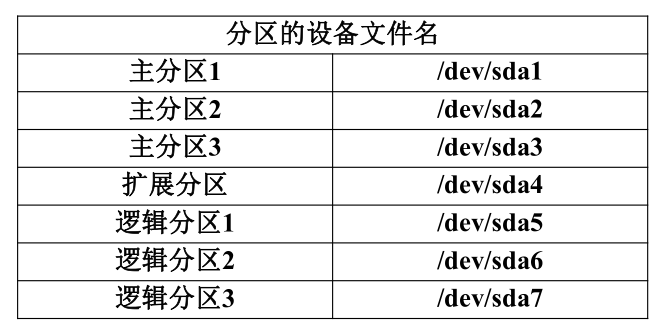 分区的设备文件名
主分区1 /dev/sda1
主分区2 /dev/sda2
主分区3 /dev/sda3
扩展分区 /dev/sda4
逻辑分区1 /dev/sda5
逻辑分区2 /dev/sda6
逻辑分区3 /dev/sda7